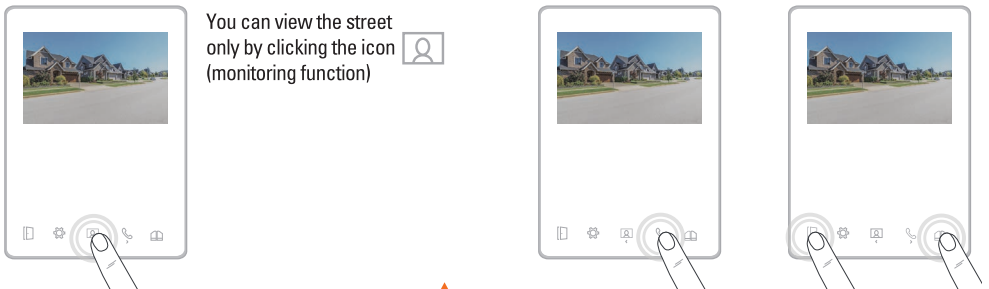 You can view the street
only by clicking the icon
(monitoring function)